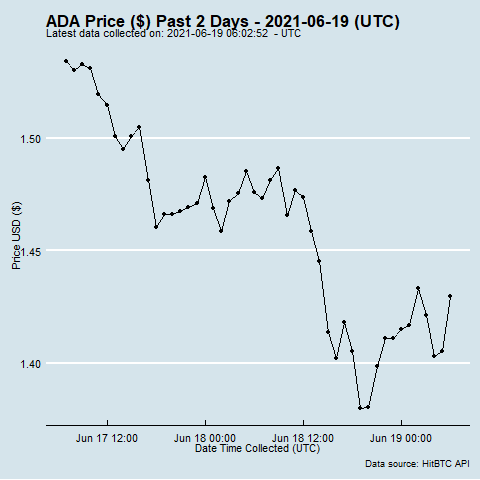 ADA Price ($) Past 2 Days - 2021-06-19 (UTC)
Latest data collected on: 2021-06-19 06:02:52 - UTC
1.50
1.45
1.40
Price USD ($)
Jun 17 12:00 Jun 18 00:00 Jun 18 12:00 Jun 19 00:00
Date Time Collected (UTC)
Data source: HitBTC API